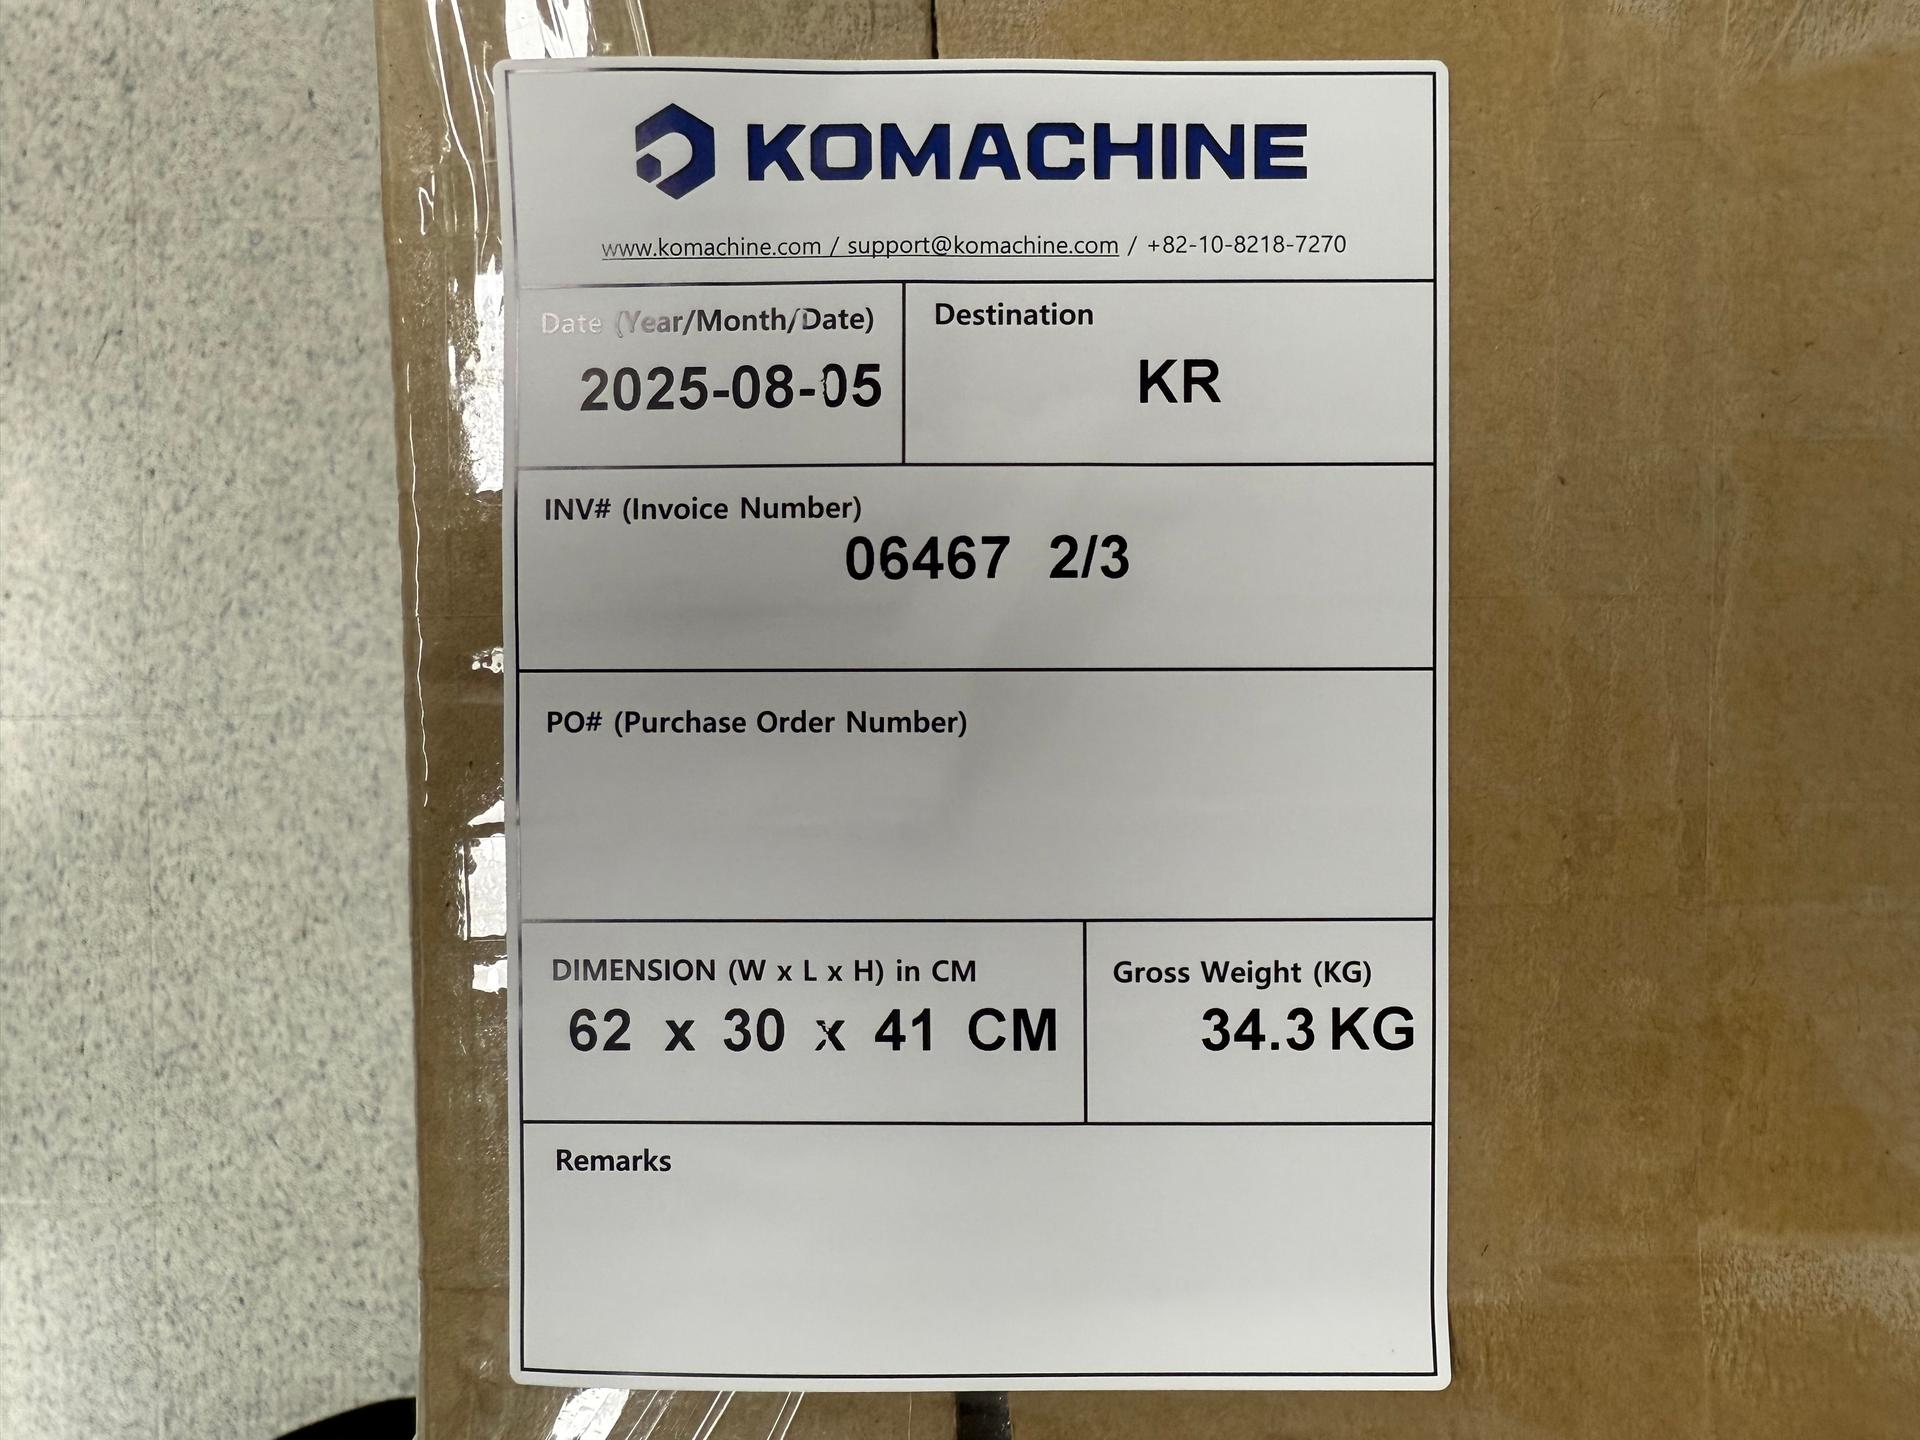 KOMACHINE
www.komachine.com / support@komachine.com / +82-10-8218-7270
Date (Year/Month/Date)
2025-08-05
Destination
KR
INV# (Invoice Number)
06467 2/3
PO# (Purchase Order Number)
DIMENSION (W x L x H) in CM
62 x 30 x 41 CM
Gross Weight (KG)
34.3 KG
Remarks